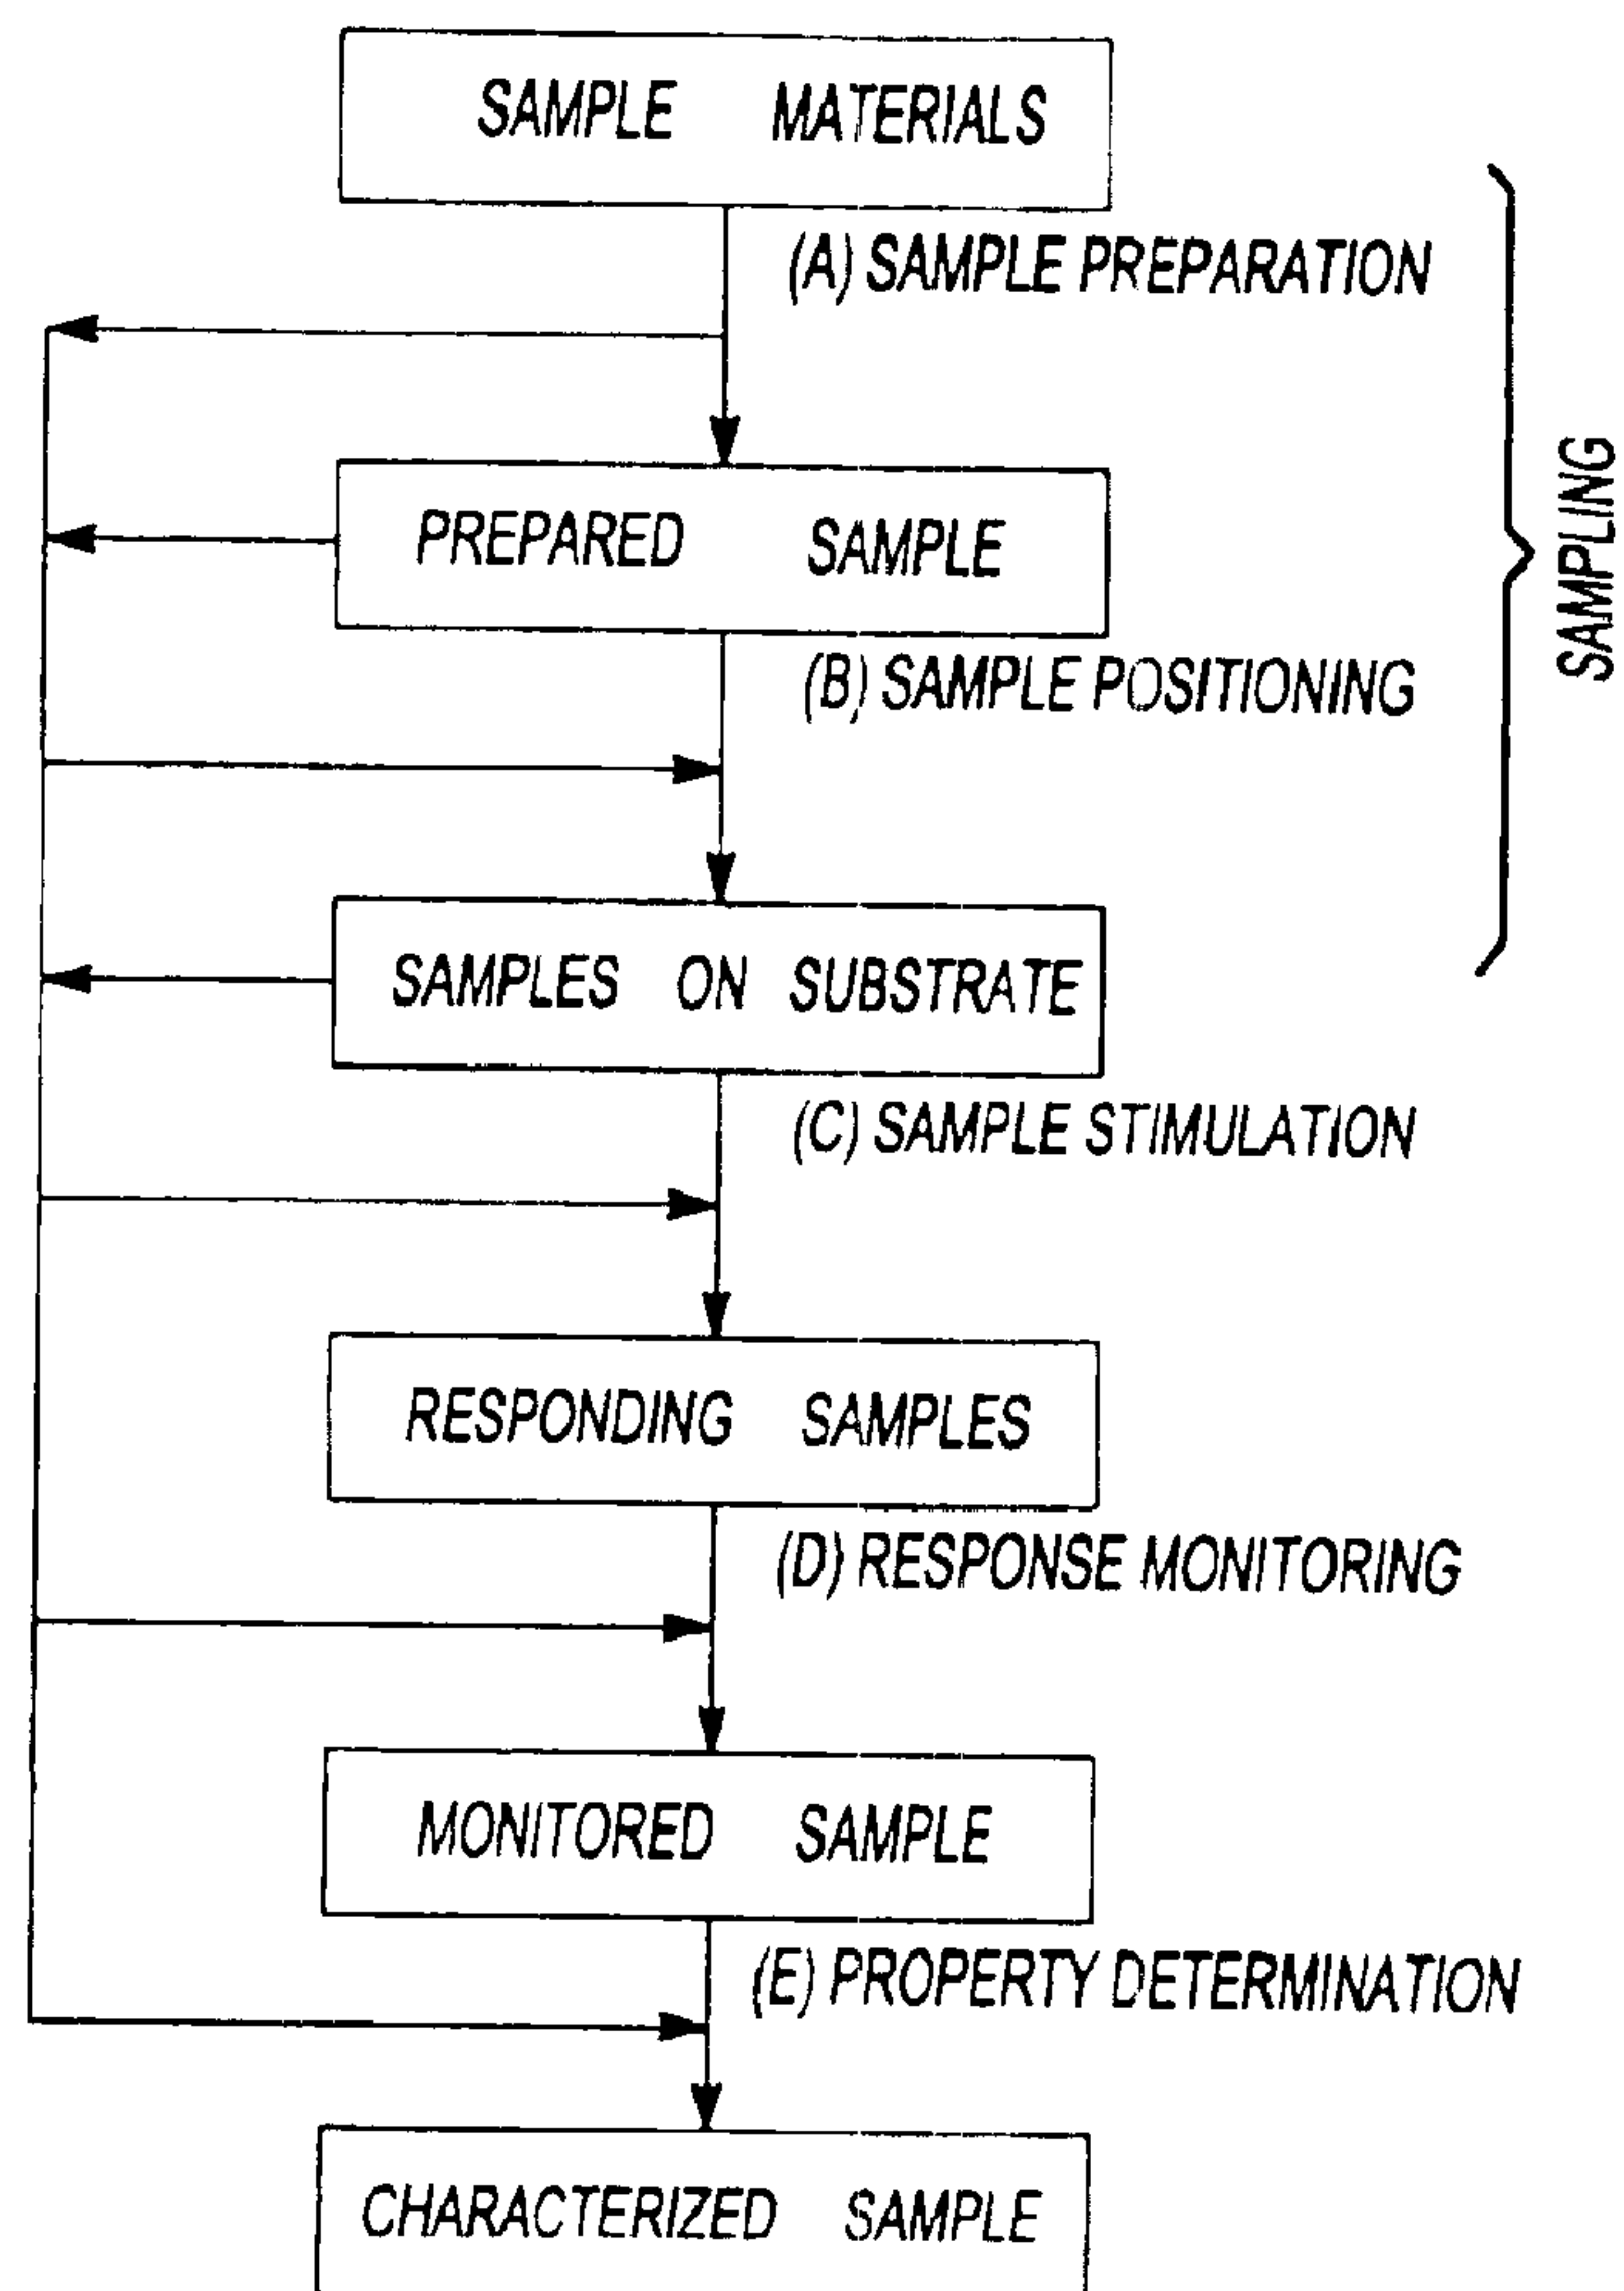 SAMPLE MATERIALS
(A) SAMPLE PREPARATION
PREPARED SAMPLE
SAMPLING
(B) SAMPLE POSITIONING
SAMPLES ON SUBSTRATE
(C) SAMPLE STIMULATION
RESPONDING SAMPLES
(D) RESPONSE MONITORING
MONITORED SAMPLE
(E) PROPERTY DETERMINATION
CHARACTERIZED SAMPLE